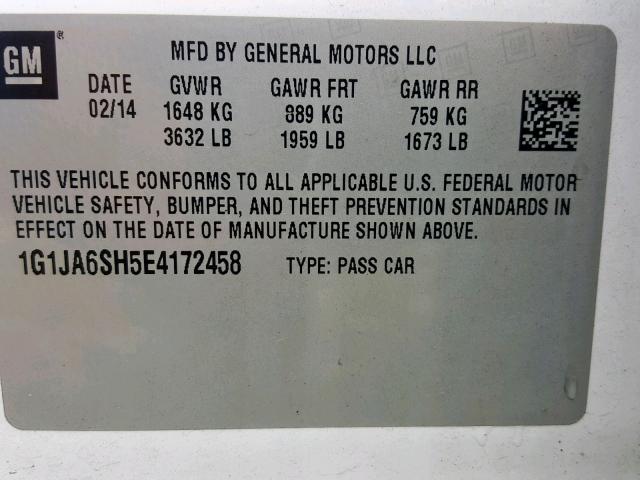 GM ®
MFD BY GENERAL MOTORS LLC
DATE GVWR GAWR FRT GAWR RR
02/14 1648 KG 889 KG 759 KG
3632 LB 1959 LB 1673 LB
THIS VEHICLE CONFORMS TO ALL APPLICABLE U.S. FEDERAL MOTOR
VEHICLE SAFETY, BUMPER, AND THEFT PREVENTION STANDARDS IN
EFFECT ON THE DATE OF MANUFACTURE SHOWN ABOVE.
1G1JA6SH5E4172458 TYPE: PASS CAR